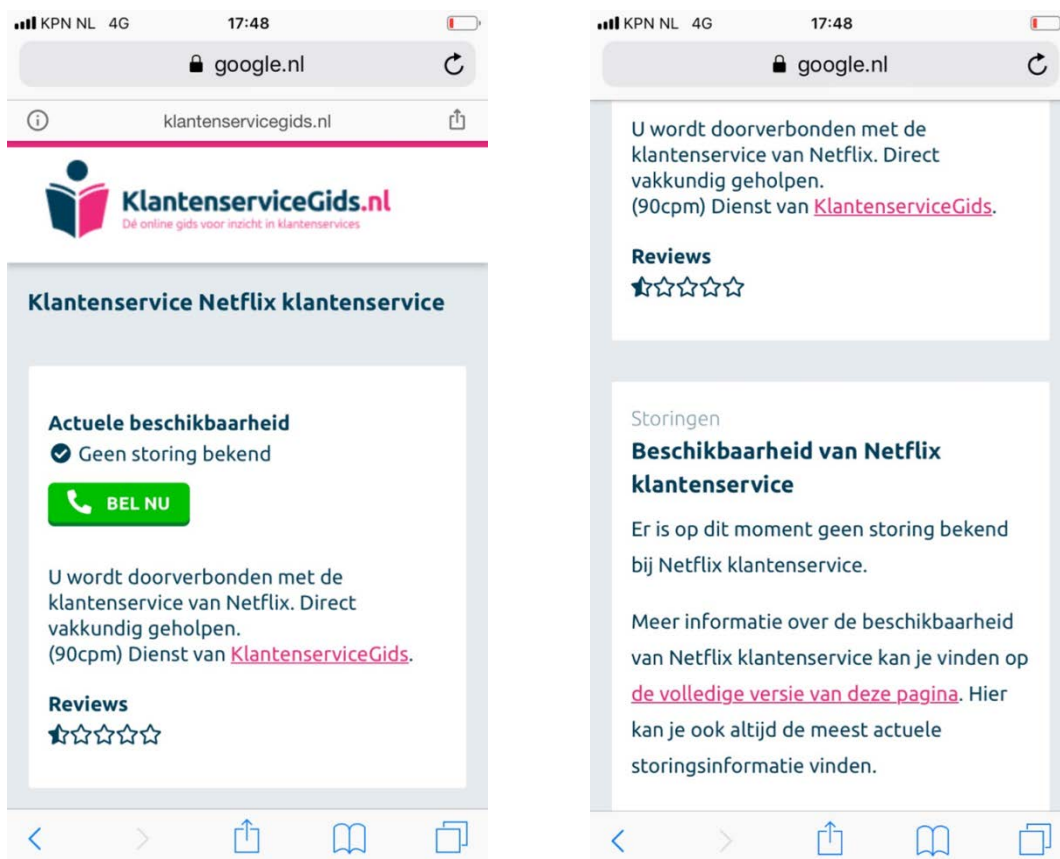 KPN NL 4G 17:48
google.nl
klantenservicegids.nl
KlantenserviceGids.nl
Dé online gids voor inzicht in klantenservices
Klantenservice Netflix klantenservice
Actuele beschikbaarheid
Geen storing bekend
BEL NU
U wordt doorverbonden met de
klantenservice van Netflix. Direct
vakkundig geholpen.
(90cpm) Dienst van KlantenserviceGids.
Reviews
KPN NL 4G 17:48
google.nl
U wordt doorverbonden met de
klantenservice van Netflix. Direct
vakkundig geholpen.
(90cpm) Dienst van KlantenserviceGids.
Reviews
Storingen
Beschikbaarheid van Netflix
klantenservice
Er is op dit moment geen storing bekend
bij Netflix klantenservice.
Meer informatie over de beschikbaarheid
van Netflix klantenservice kan je vinden op
de volledige versie van deze pagina. Hier
kan je ook altijd de meest actuele
storingsinformatie vinden.